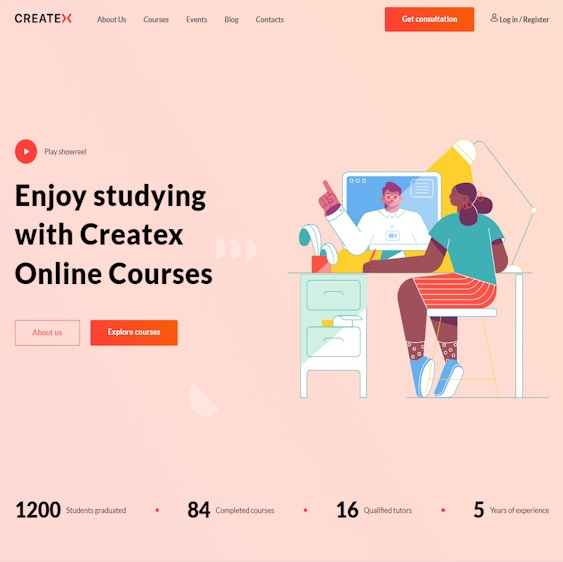 CREATEX
About Us
Courses
Events
Blog
Contacts
Get consultation
Log in / Register
Play showreel
Enjoy studying
with Createx
Online Courses
About us
Explore courses
1200 Students graduated
84 Completed courses
16 Qualified tutors
5 Years of experience